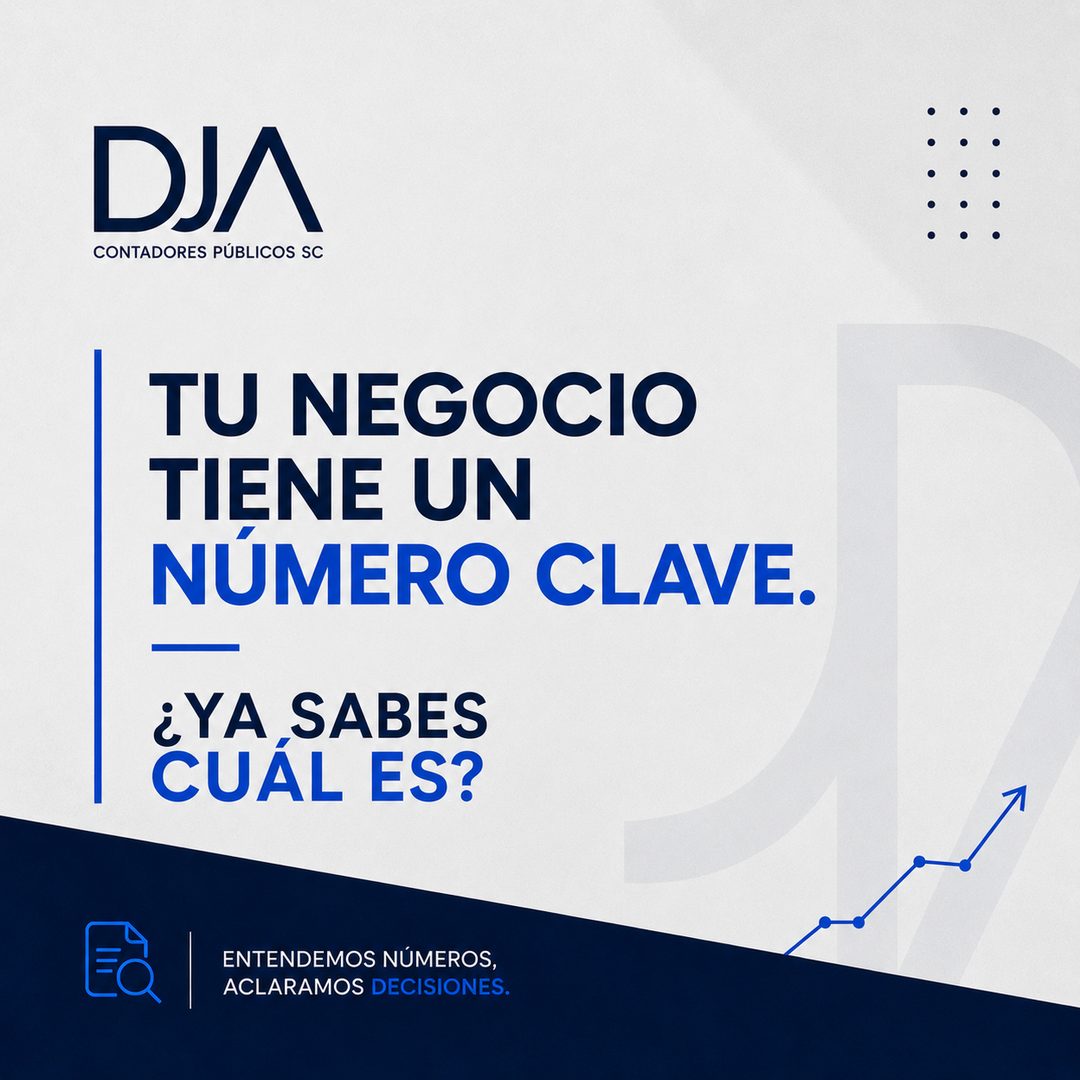 DJA
CONTADORES PÚBLICOS SC
TU NEGOCIO
TIENE UN
NÚMERO CLAVE.
¿YA SABES
CUÁL ES?
ENTENDEMOS NÚMEROS,
ACLARAMOS DECISIONES.